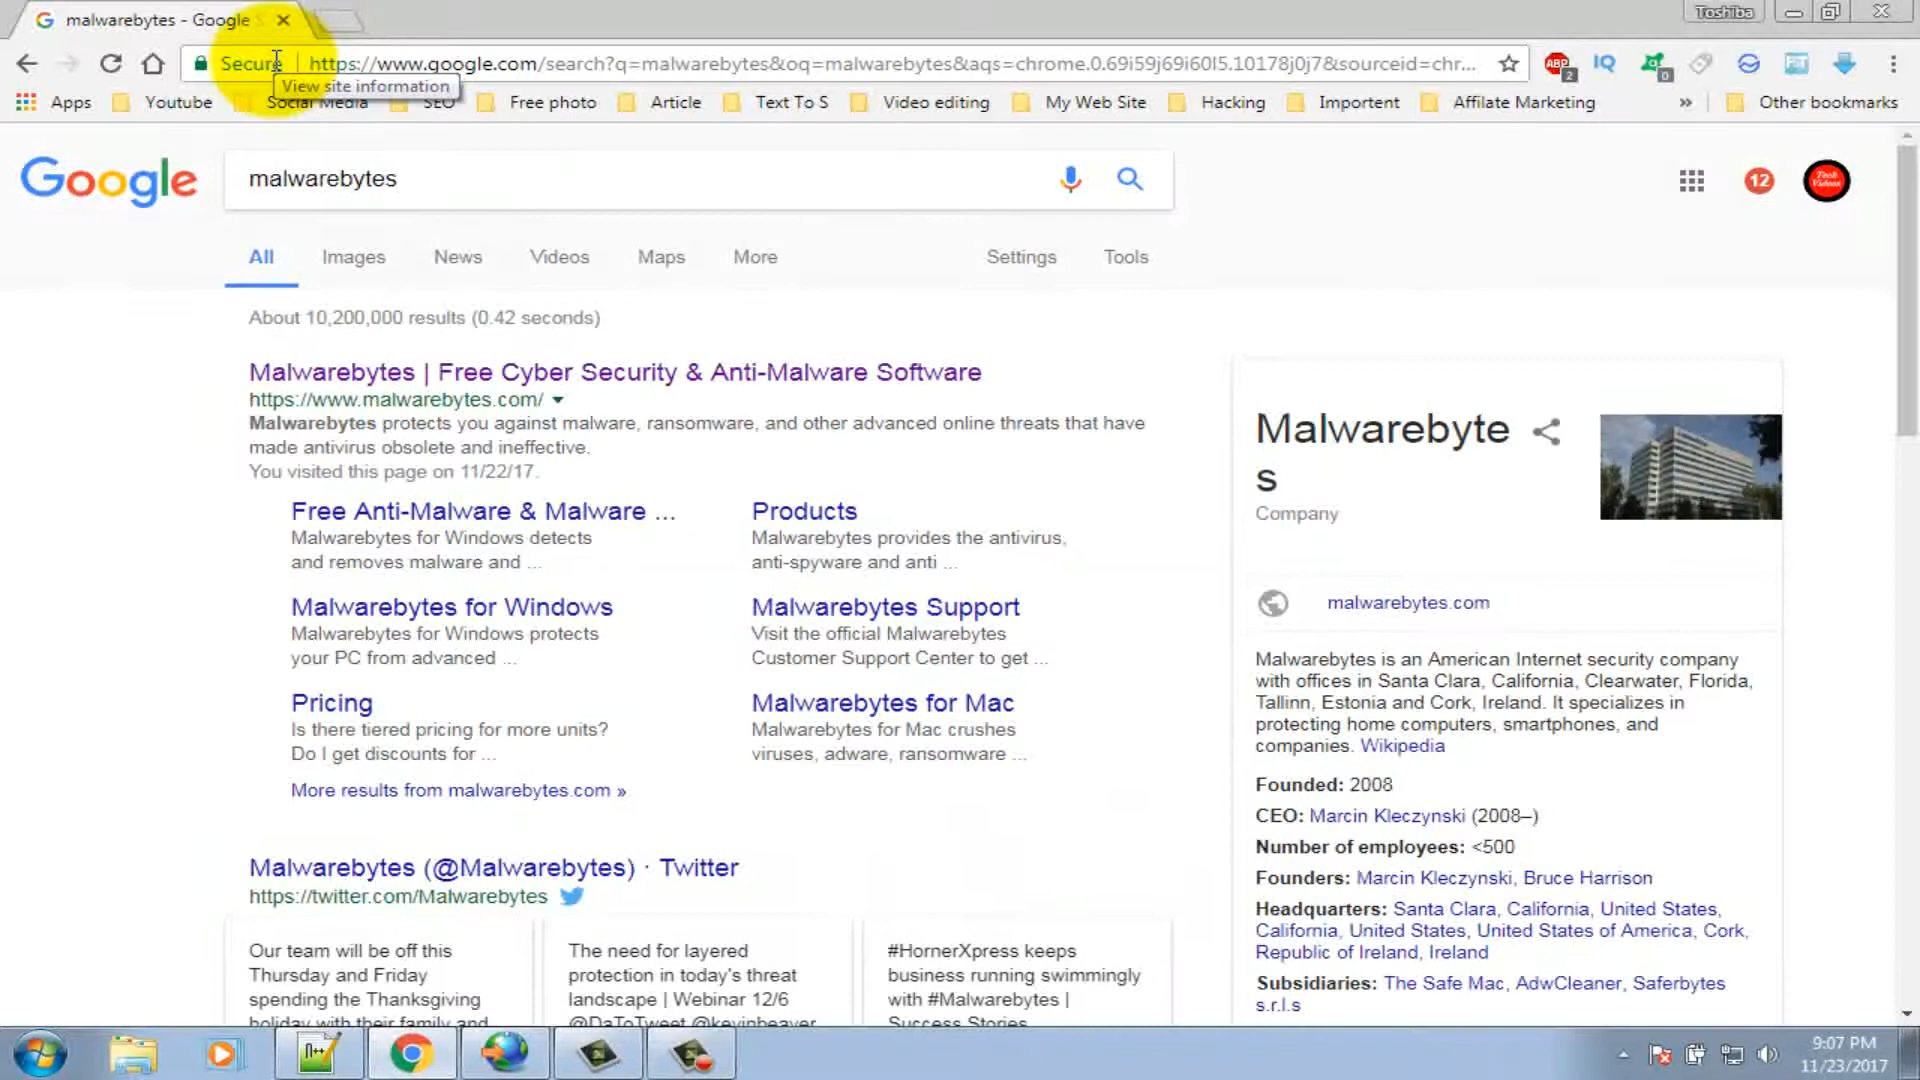 malwarebytes - Google
Toshiba
Secure | https://www.google.com/search?q=malwarebytes&oq=malwarebytes&aqs=chrome.0.69i59j69i60l5.10178j0j7&sourceid=chr...
View site information
ABP 2
IQ
0
Apps Youtube Social Media SEO Free photo Article Text To S Video editing My Web Site Hacking Importent Affilate Marketing » Other bookmarks
Google
malwarebytes
12
Tech Videos
All Images News Videos Maps More Settings Tools
About 10,200,000 results (0.42 seconds)
Malwarebytes | Free Cyber Security & Anti-Malware Software
https://www.malwarebytes.com/
Malwarebytes protects you against malware, ransomware, and other advanced online threats that have
made antivirus obsolete and ineffective.
You visited this page on 11/22/17.
Free Anti-Malware & Malware ...
Malwarebytes for Windows detects
and removes malware and ...
Products
Malwarebytes provides the antivirus,
anti-spyware and anti ...
Malwarebytes for Windows
Malwarebytes for Windows protects
your PC from advanced ...
Malwarebytes Support
Visit the official Malwarebytes
Customer Support Center to get ...
Pricing
Is there tiered pricing for more units?
Do I get discounts for ...
Malwarebytes for Mac
Malwarebytes for Mac crushes
viruses, adware, ransomware ...
More results from malwarebytes.com »
Malwarebytes (@Malwarebytes) · Twitter
https://twitter.com/Malwarebytes
Our team will be off this
Thursday and Friday
spending the Thanksgiving
holiday with their family and
The need for layered
protection in today's threat
landscape | Webinar 12/6
@DaToTweet @kevinbeaver
#HornerXpress keeps
business running swimmingly
with #Malwarebytes |
Success Stories
Malwarebyte
s
Company
malwarebytes.com
Malwarebytes is an American Internet security company
with offices in Santa Clara, California, Clearwater, Florida,
Tallinn, Estonia and Cork, Ireland. It specializes in
protecting home computers, smartphones, and
companies. Wikipedia
Founded: 2008
CEO: Marcin Kleczynski (2008–)
Number of employees: <500
Founders: Marcin Kleczynski, Bruce Harrison
Headquarters: Santa Clara, California, United States,
California, United States, United States of America, Cork,
Republic of Ireland, Ireland
Subsidiaries: The Safe Mac, AdwCleaner, Saferbytes
s.r.l.s
9:07 PM
11/23/2017